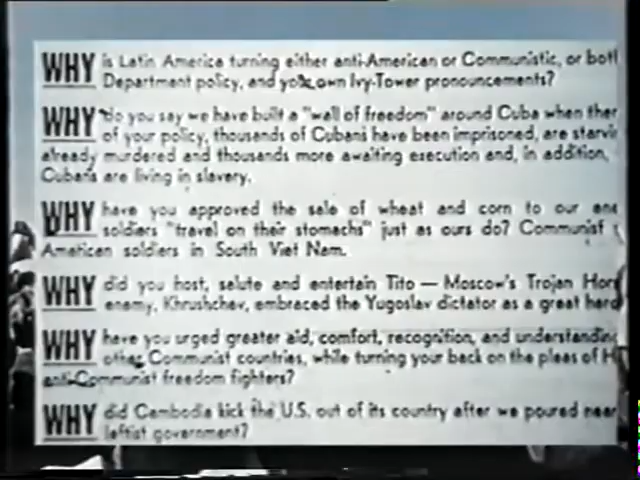 WHY is Latin America turning either anti-American or Communistic, or both
Department policy, and your own Ivy-Tower pronouncements?
WHY do you say we have built a "wall of freedom" around Cuba when ther
of your policy, thousands of Cubans have been imprisoned, are starvi
already murdered and thousands more awaiting execution and, in addition,
Cubans are living in slavery.
WHY have you approved the sale of wheat and corn to our ene
soldiers "travel on their stomachs" just as ours do? Communist
American soldiers in South Viet Nam.
WHY did you host, salute and entertain Tito — Moscow's Trojan Hor
enemy, Khrushchev, embraced the Yugoslav dictator as a great hero
WHY have you urged greater aid, comfort, recognition, and understanding
other Communist countries, while turning your back on the pleas of H
anti-Communist freedom fighters?
WHY did Cambodia kick the U.S. out of its country after we poured near
leftist government?